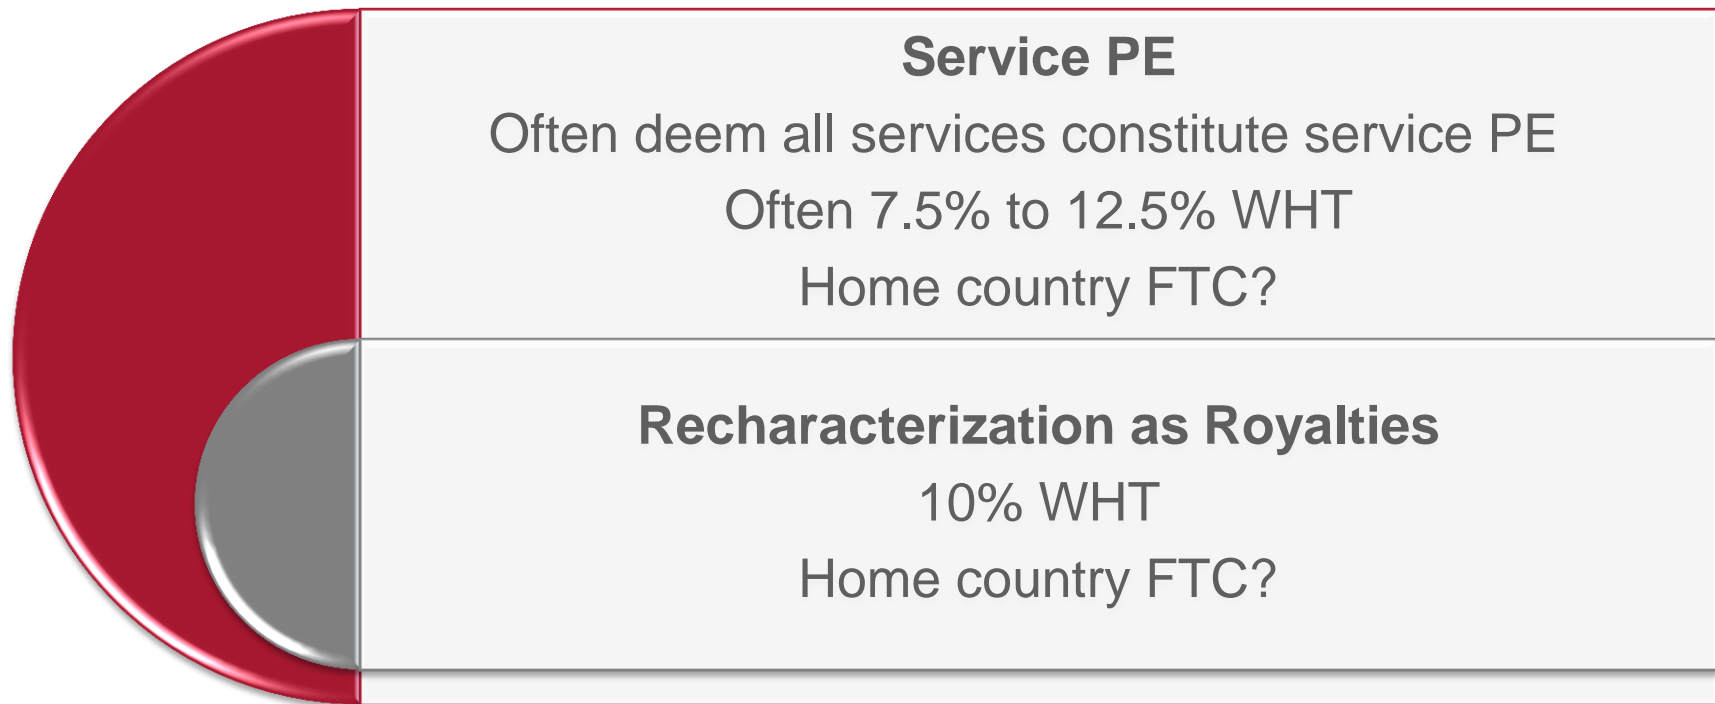 Service PE
Often deem all services constitute service PE
Often 7.5% to 12.5% WHT
Home country FTC?
Recharacterization as Royalties
10% WHT
Home country FTC?